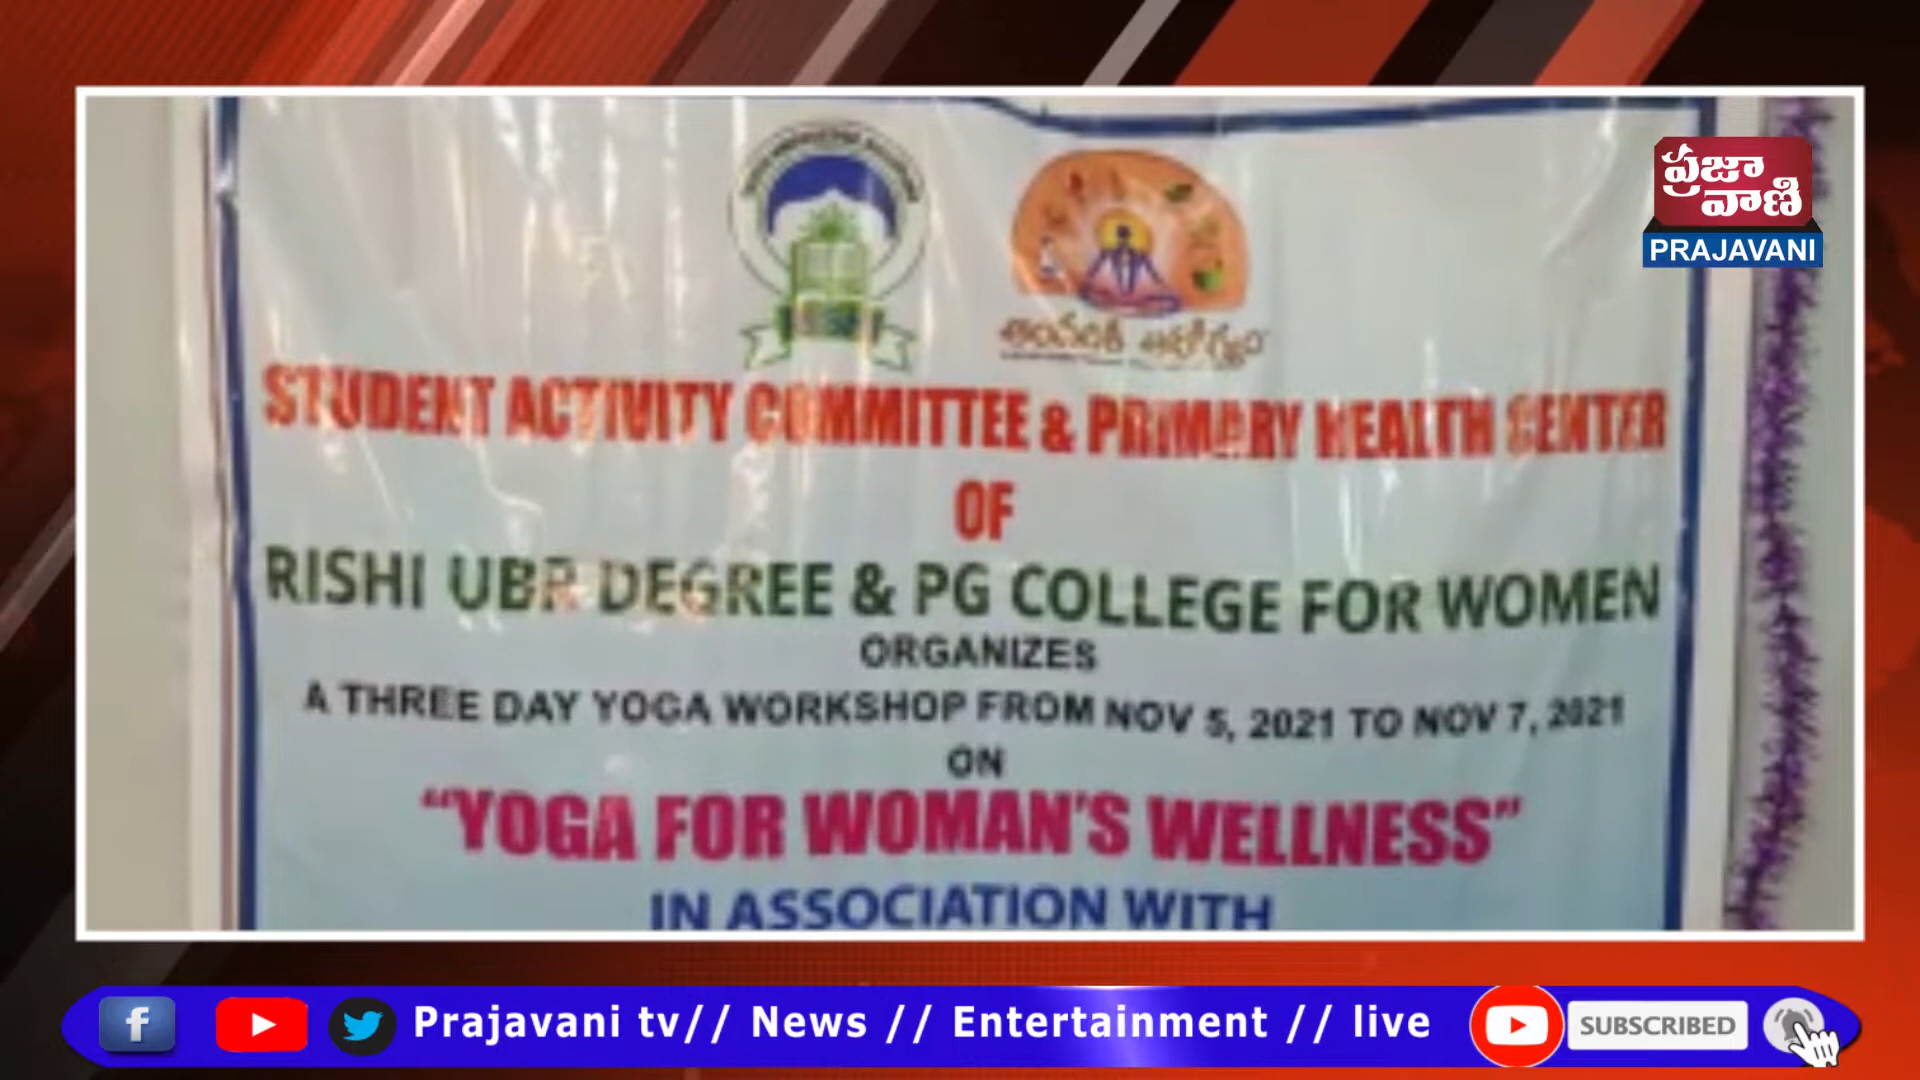 ప్రజా
వాణి
PRAJAVANI
STUDENT ACTIVITY COMMITTEE & PRIMARY HEALTH CENTER
OF
RISHI UBR DEGREE & PG COLLEGE FOR WOMEN
ORGANIZES
A THREE DAY YOGA WORKSHOP FROM NOV 5, 2021 TO NOV 7, 2021
ON
“YOGA FOR WOMAN'S WELLNESS”
IN ASSOCIATION WITH
Prajavani tv// News // Entertainment // live
SUBSCRIBED